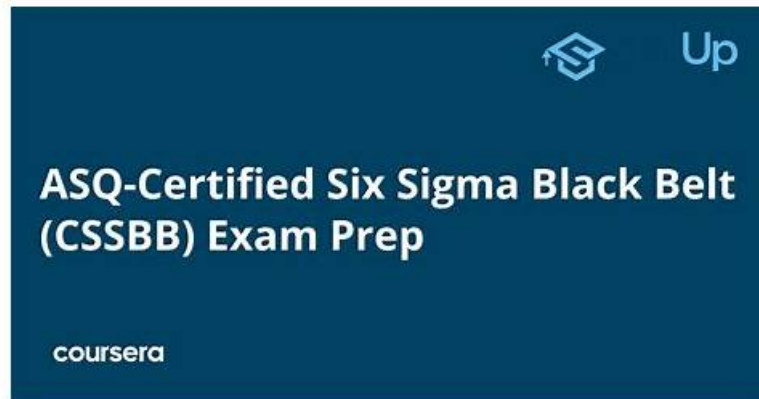 Up
ASQ-Certified Six Sigma Black Belt
(CSSBB) Exam Prep
coursera